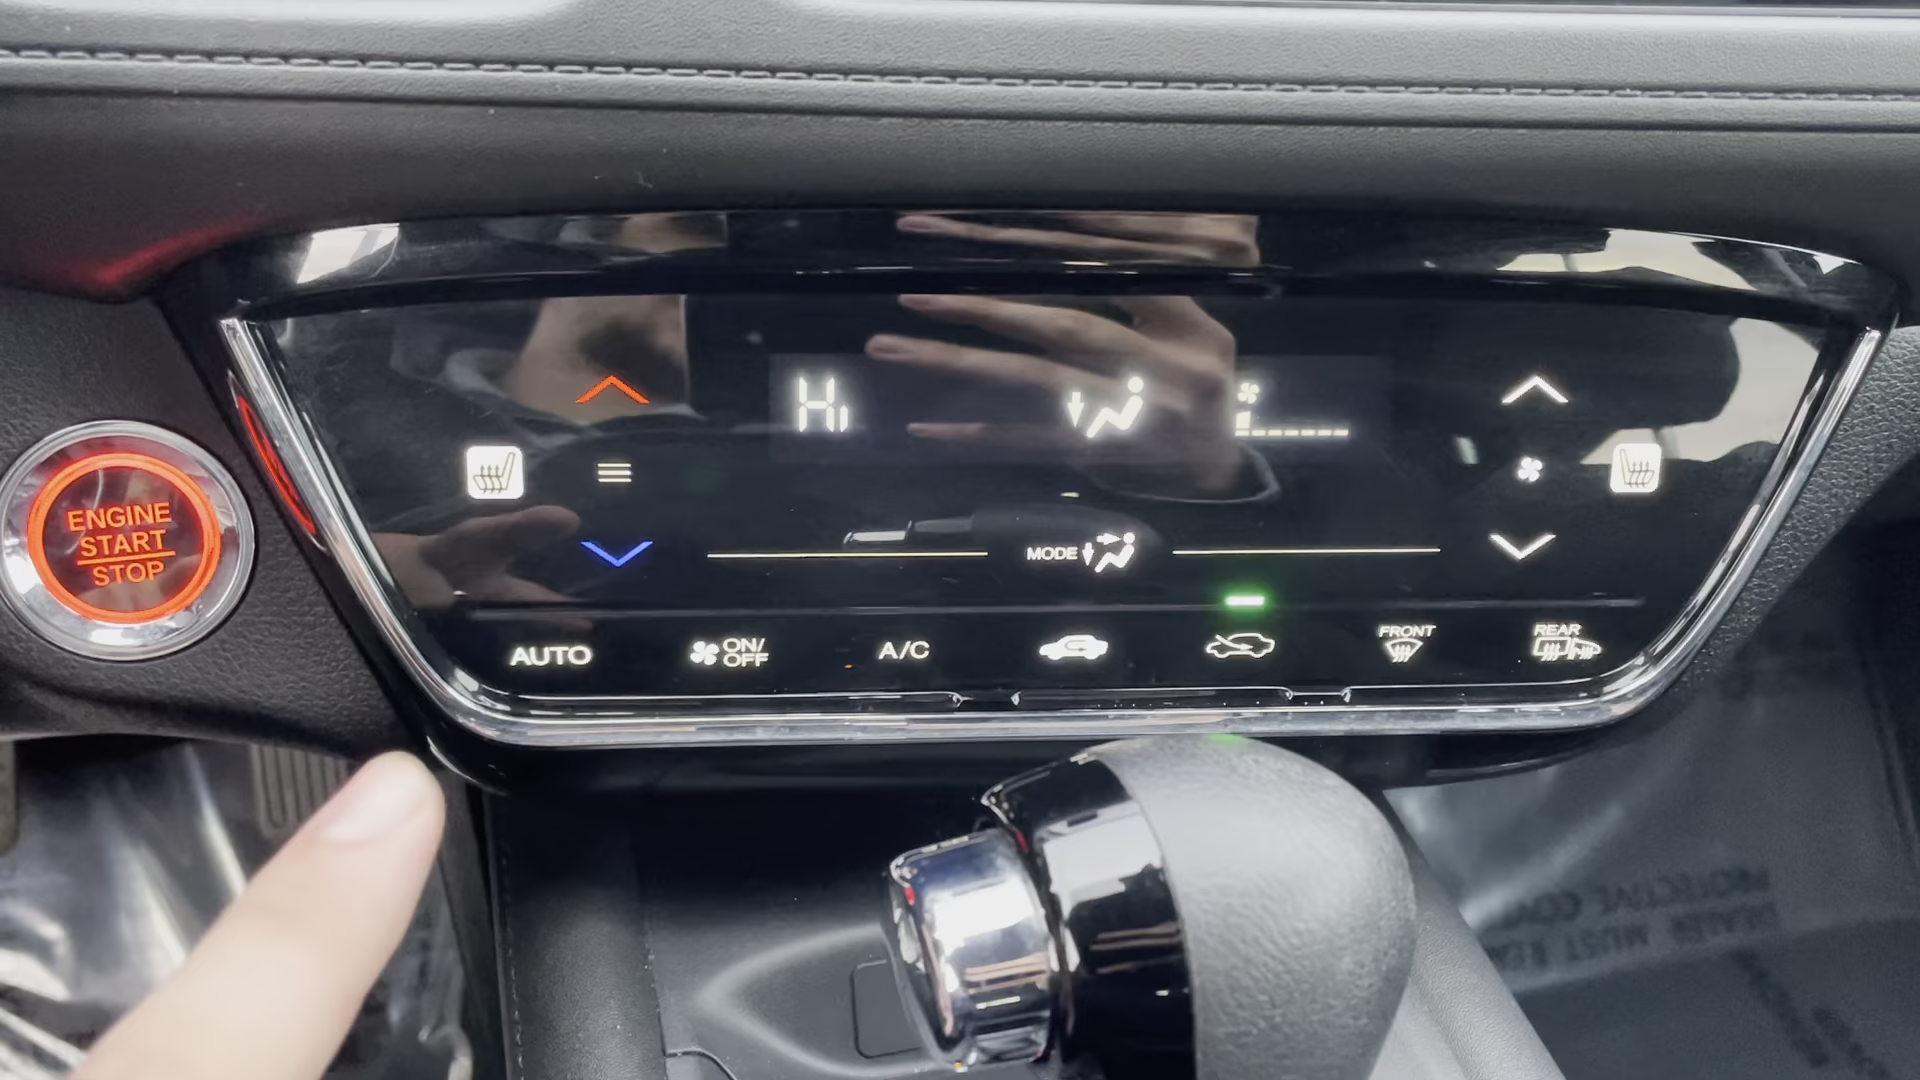 Hi
ENGINE
START
STOP
MODE
AUTO
ON/
OFF
A/C
FRONT
REAR